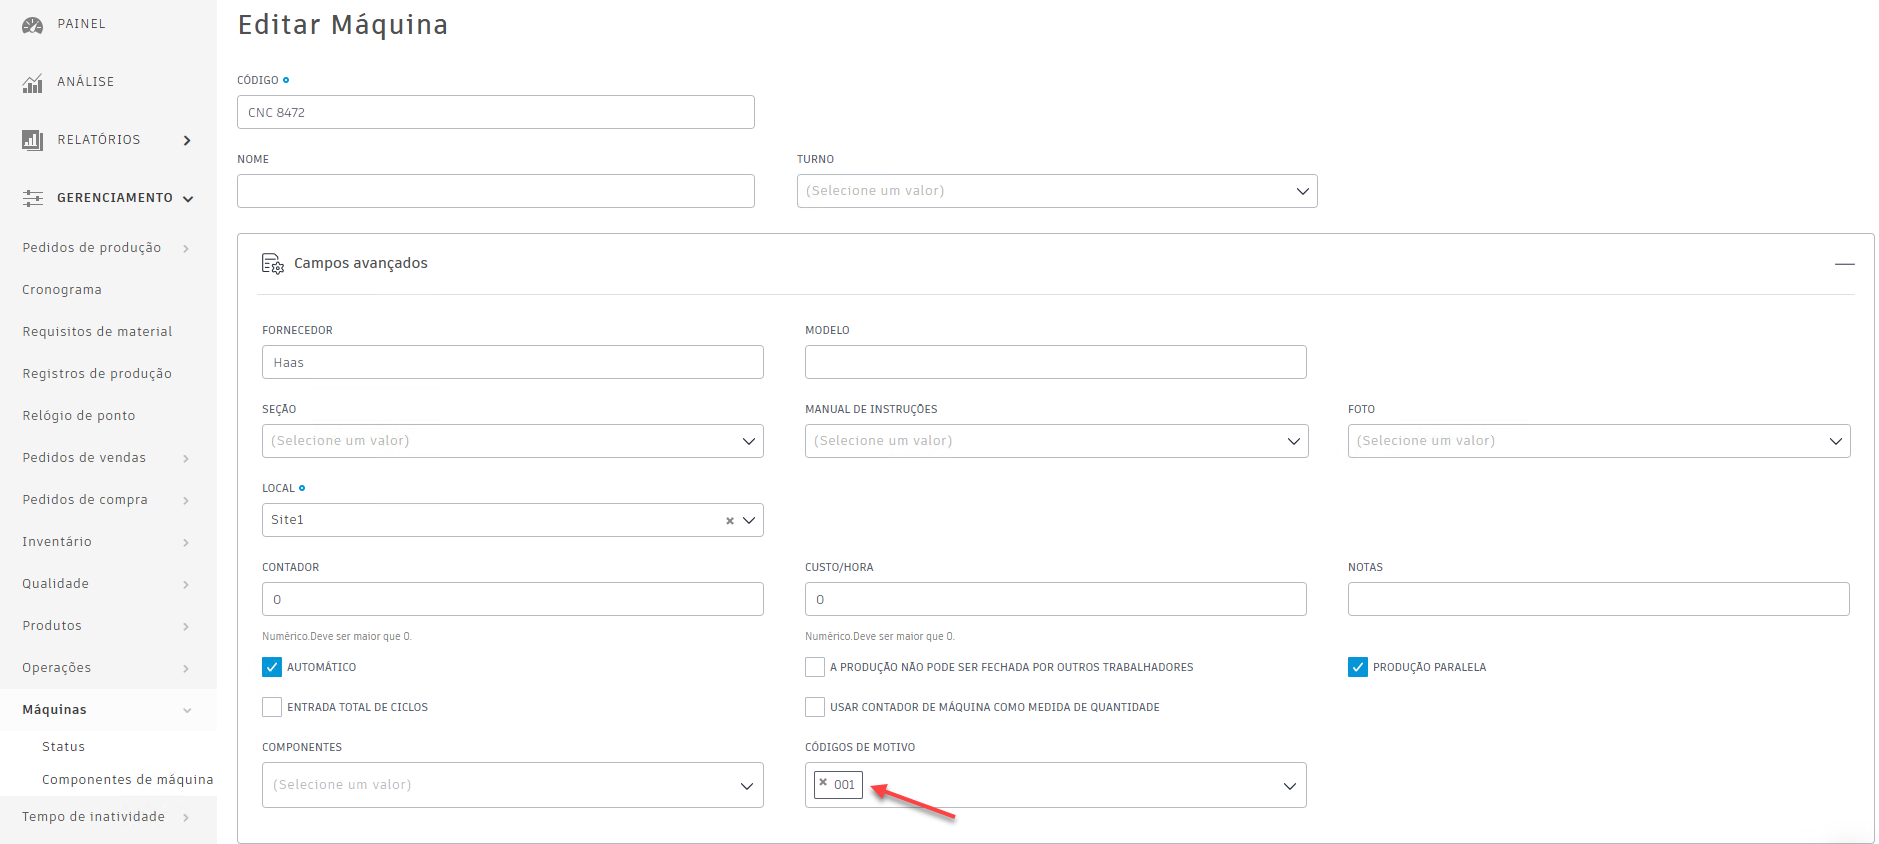 PAINEL
ANÁLISE
RELATÓRIOS
GERENCIAMENTO
Pedidos de produção
Cronograma
Requisitos de material
Registros de produção
Relógio de ponto
Pedidos de vendas
Pedidos de compra
Inventário
Qualidade
Produtos
Operações
Máquinas
Status
Componentes de máquina
Tempo de inatividade
Editar Máquina
CÓDIGO
CNC 8472
NOME
TURNO
(Selecione um valor)
Campos avançados
FORNECEDOR
Haas
MODELO
SEÇÃO
(Selecione um valor)
MANUAL DE INSTRUÇÕES
(Selecione um valor)
FOTO
(Selecione um valor)
LOCAL
Site1
CONTADOR
0
Numérico.Deve ser maior que 0.
CUSTO/HORA
0
Numérico.Deve ser maior que 0.
NOTAS
AUTOMÁTICO
A PRODUÇÃO NÃO PODE SER FECHADA POR OUTROS TRABALHADORES
PRODUÇÃO PARALELA
ENTRADA TOTAL DE CICLOS
USAR CONTADOR DE MÁQUINA COMO MEDIDA DE QUANTIDADE
COMPONENTES
(Selecione um valor)
CÓDIGOS DE MOTIVO
001